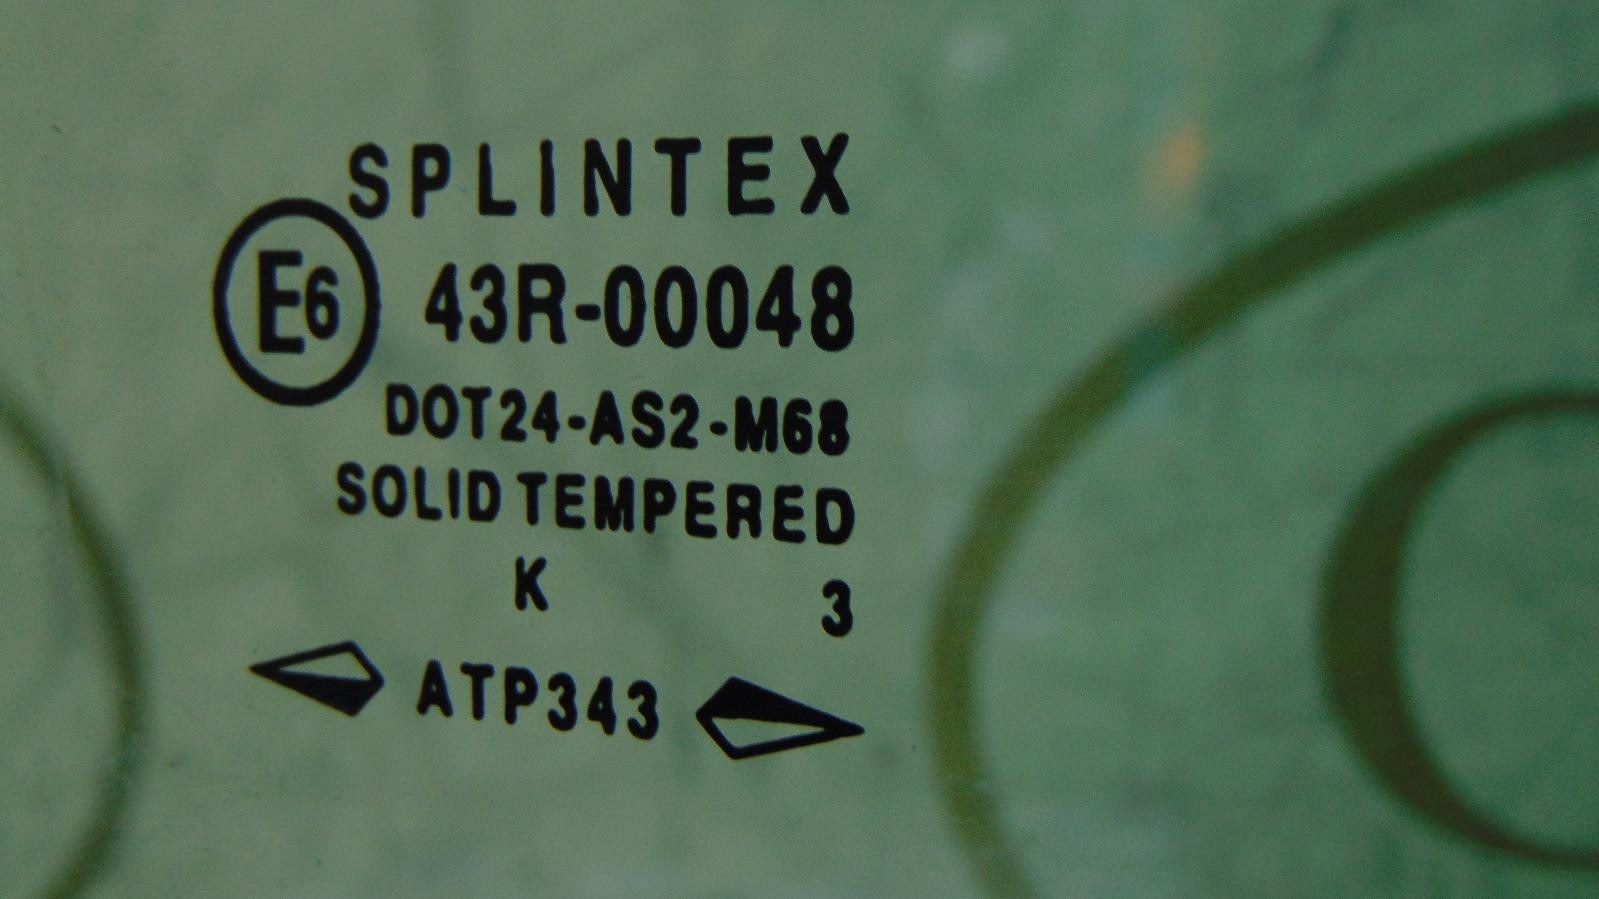 SPLINTEX
E6 43R-00048
DOT24-AS2-M68
SOLID TEMPERED
K 3
ATP343